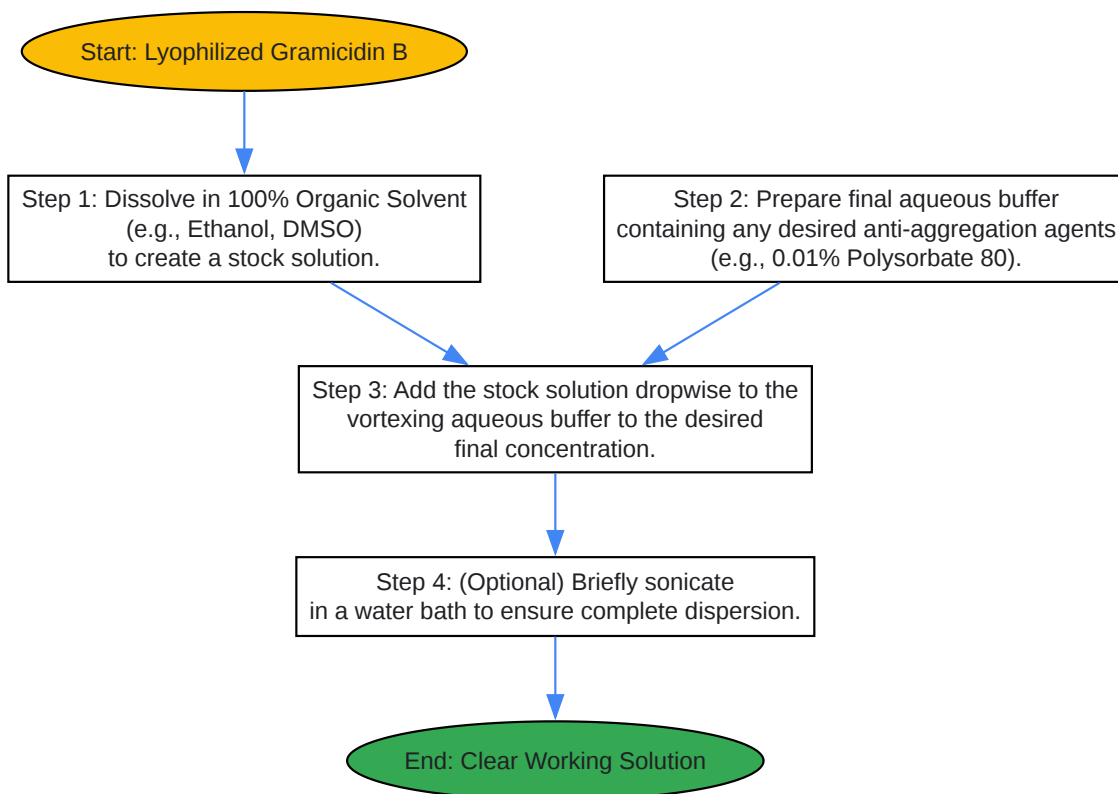 Start: Lyophilized Gramicidin B
Step 1: Dissolve in 100% Organic Solvent
(e.g., Ethanol, DMSO)
to create a stock solution.
Step 2: Prepare final aqueous buffer
containing any desired anti-aggregation agents
(e.g., 0.01% Polysorbate 80).
Step 3: Add the stock solution dropwise to the
vortexing aqueous buffer to the desired
final concentration.
Step 4: (Optional) Briefly sonicate
in a water bath to ensure complete dispersion.
End: Clear Working Solution